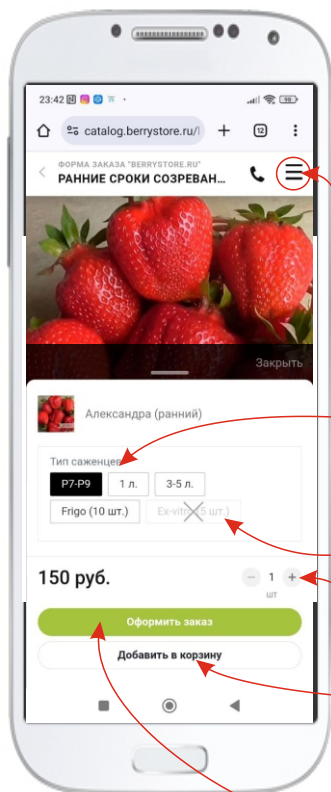 23:42
98
catalog.berrystore.ru/l
12
ФОРМА ЗАКАЗА "BERRYSTORE.RU"
РАННИЕ СРОКИ СОЗРЕВАН...
Закрыть
Александра (ранний)
Тип саженцев
P7-P9 1 л. 3-5 л.
Frigo (10 шт.) Ex-vitro (5 шт.)
150 руб. − 1 +
шт
Оформить заказ
Добавить в корзину